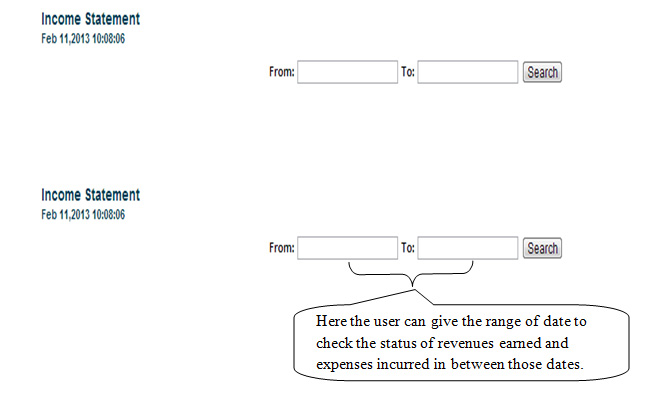 Income Statement
Feb 11,2013 10:08:06
From: To: Search
Income Statement
Feb 11,2013 10:08:06
From: To: Search
Here the user can give the range of date to
check the status of revenues earned and
expenses incurred in between those dates.